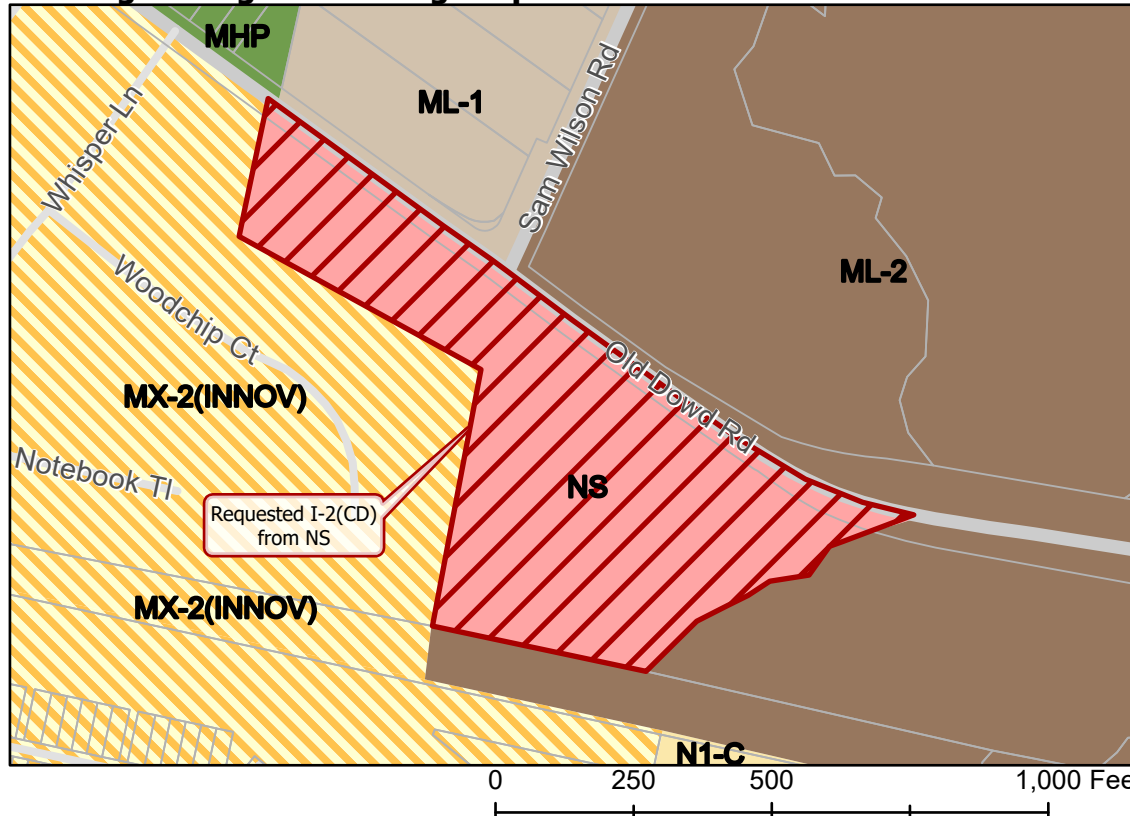 MHP
ML-1
Sam Wilson Rd
Whisper Ln
ML-2
Woodchip Ct
Old Dowd Rd
MX-2(INNOV)
Notebook Tl
NS
Requested I-2(CD)
from NS
MX-2(INNOV)
N1-C
0 250 500 1,000 Fee